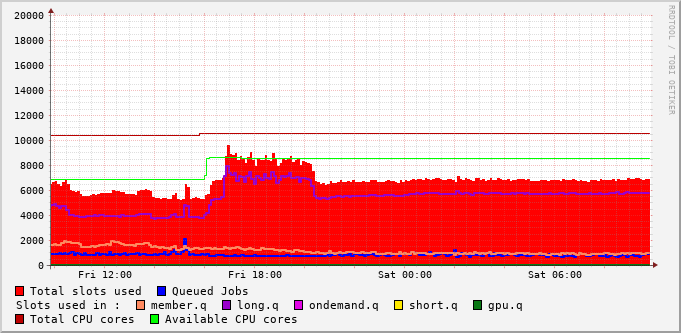 20000
18000
16000
14000
12000
10000
8000
6000
4000
2000
0
Fri 12:00 Fri 18:00 Sat 00:00 Sat 06:00
RRDTOOL / TOBI OETIKER
Total slots used Queued Jobs
Slots used in : member.q long.q ondemand.q short.q gpu.q
Total CPU cores Available CPU cores